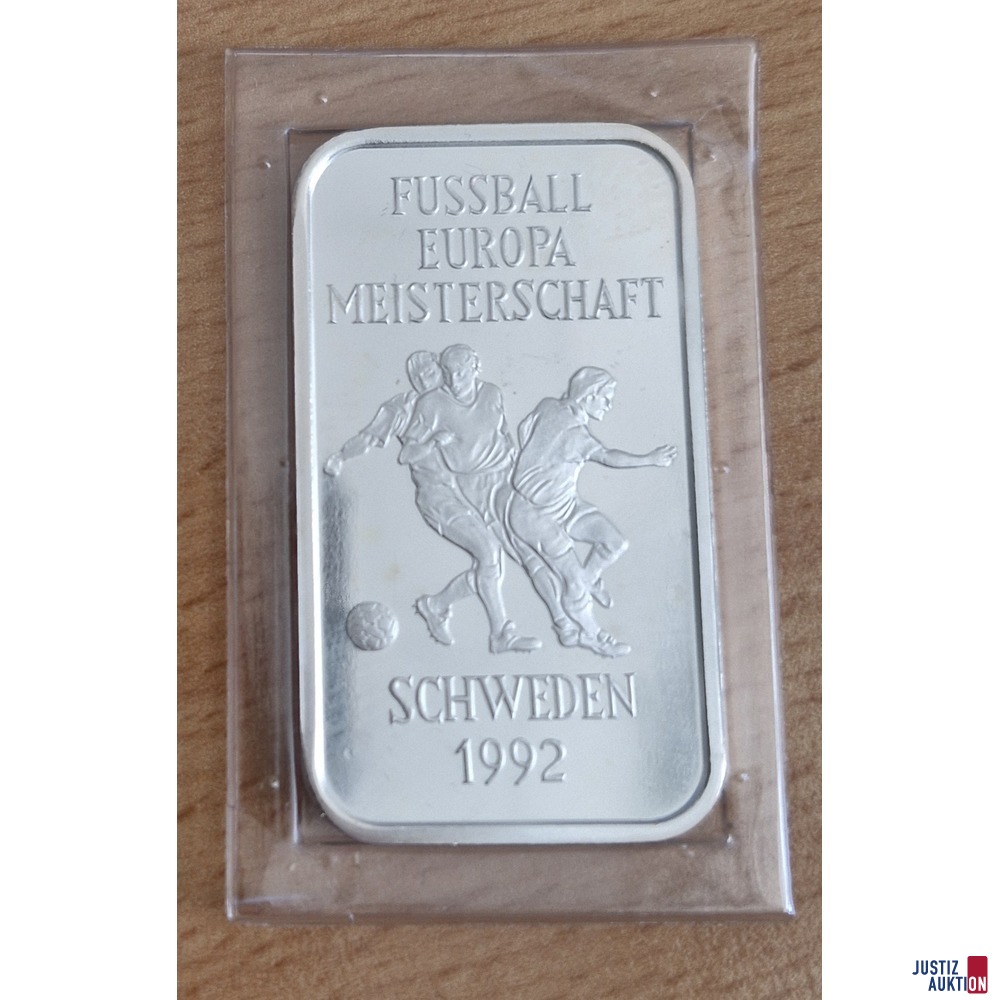 FUSSBALL
EUROPA
MEISTERSCHAFT
SCHWEDEN
1992
JUSTIZ
AUKTION